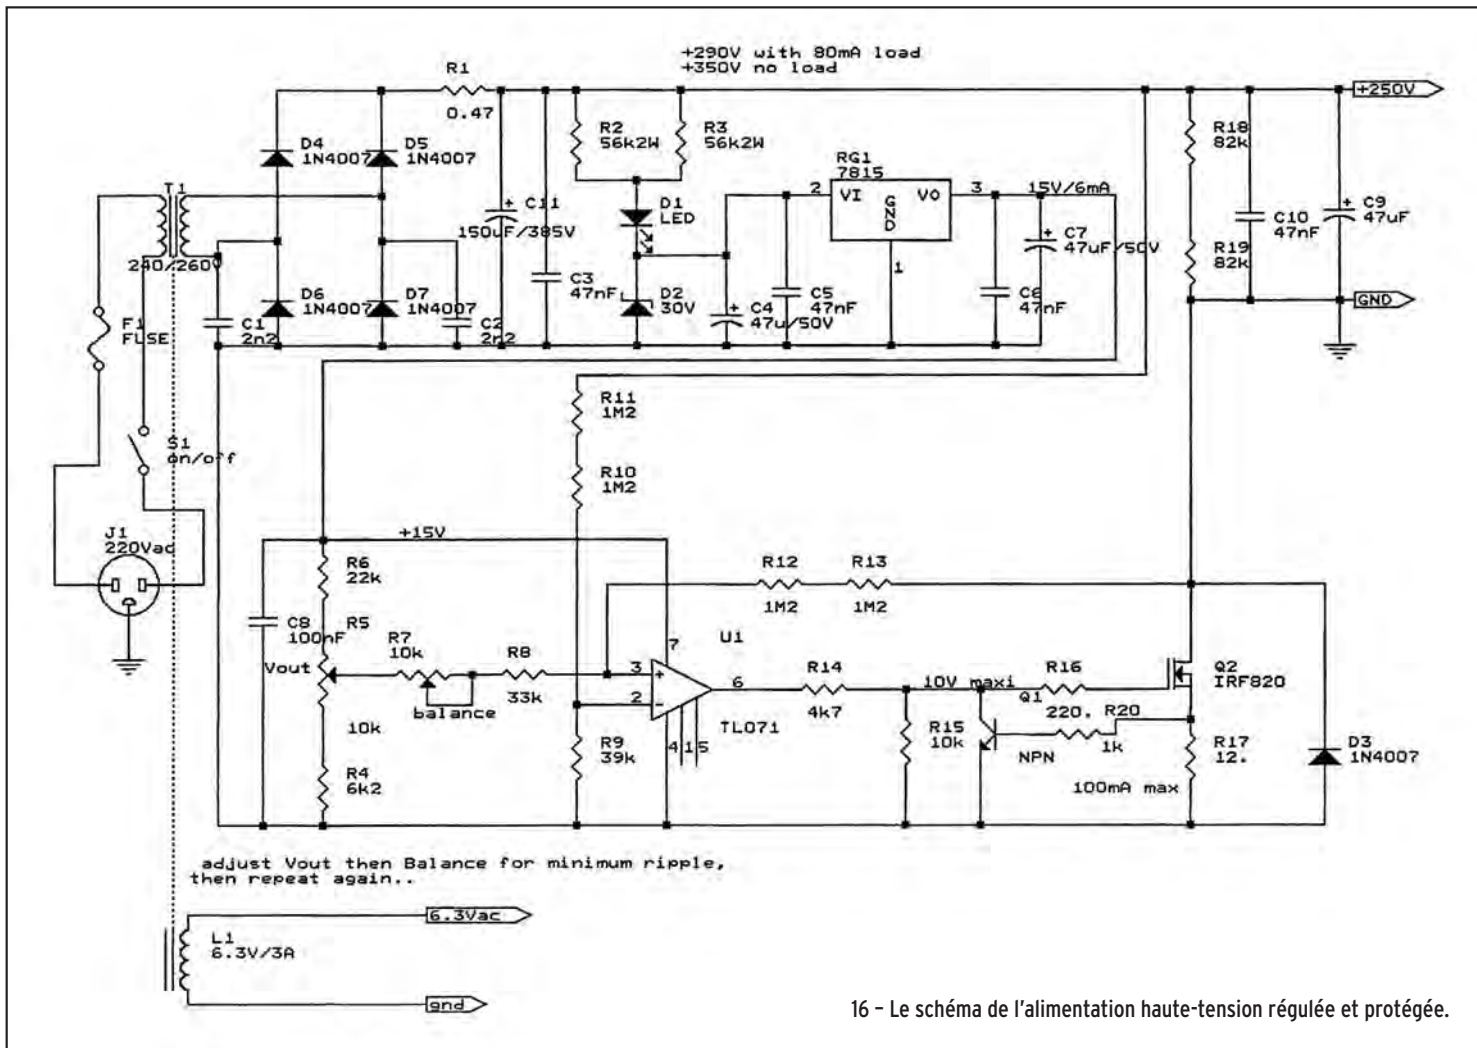 +290V with 80mA load
+350V no load
R1
0.47
+250V
D4
1N4007
D5
1N4007
R2
56k2W
R3
56k2W
RG1
7815
R18
82k
T1
2
VI
VO
GND
1
3
15V/6mA
D1
LED
+
C11
150uF/385V
+
C7
47uF/50V
C10
47nF
+
C9
47uF
240/260V
R19
82k
C3
47nF
D6
1N4007
D7
1N4007
D2
30V
C5
47nF
C6
47nF
GND
F1
FUSE
C1
2n2
C2
2n2
+
C4
47u/50V
R11
1M2
S1
on/off
R10
1M2
J1
220Vac
+15V
R6
22k
R12
1M2
R13
1M2
C8
100nF
R5
Vout
10k
R7
10k
balance
R8
33k
U1
7
3
+
2
-
6
4
1
5
TL071
R14
4k7
10V maxi
R16
220.
Q1
NPN
R20
1k
Q2
IRF820
R15
10k
R9
39k
R4
6k2
R17
12.
D3
1N4007
100mA max
adjust Vout then Balance for minimum ripple,
then repeat again..
6.3Vac
L1
6.3V/3A
gnd
16 – Le schéma de l'alimentation haute-tension régulée et protégée.